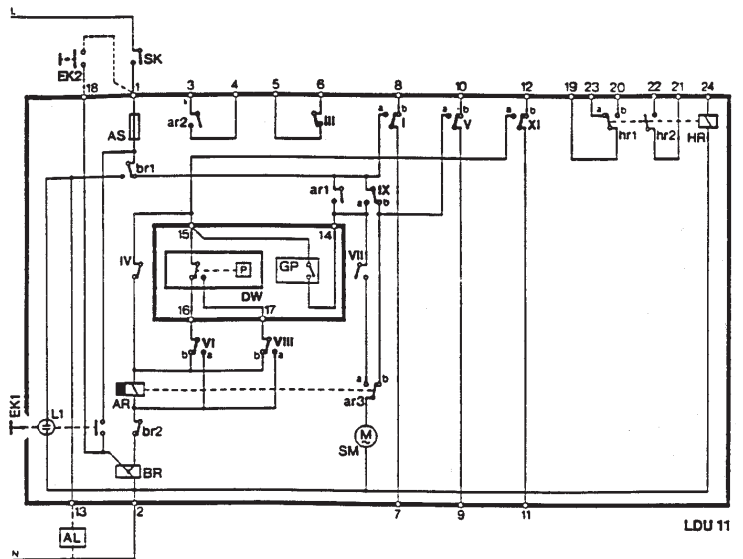 L
EK2
SK
18 1 3 4 5 6 8 10 12 19 23 20 22 21 24
AS
ar2
III
a b I
a b V
a b XI
a b
hr1
hr2
HR
br1
ar1
IX
a b
15
14
IV
P
GP
VII
DW
16
17
b VI a
b VIII a
AR
a b
ar3
EK1
L1
br2
M
SM
BR
13 2 7 9 11
LDU 11
AL
N